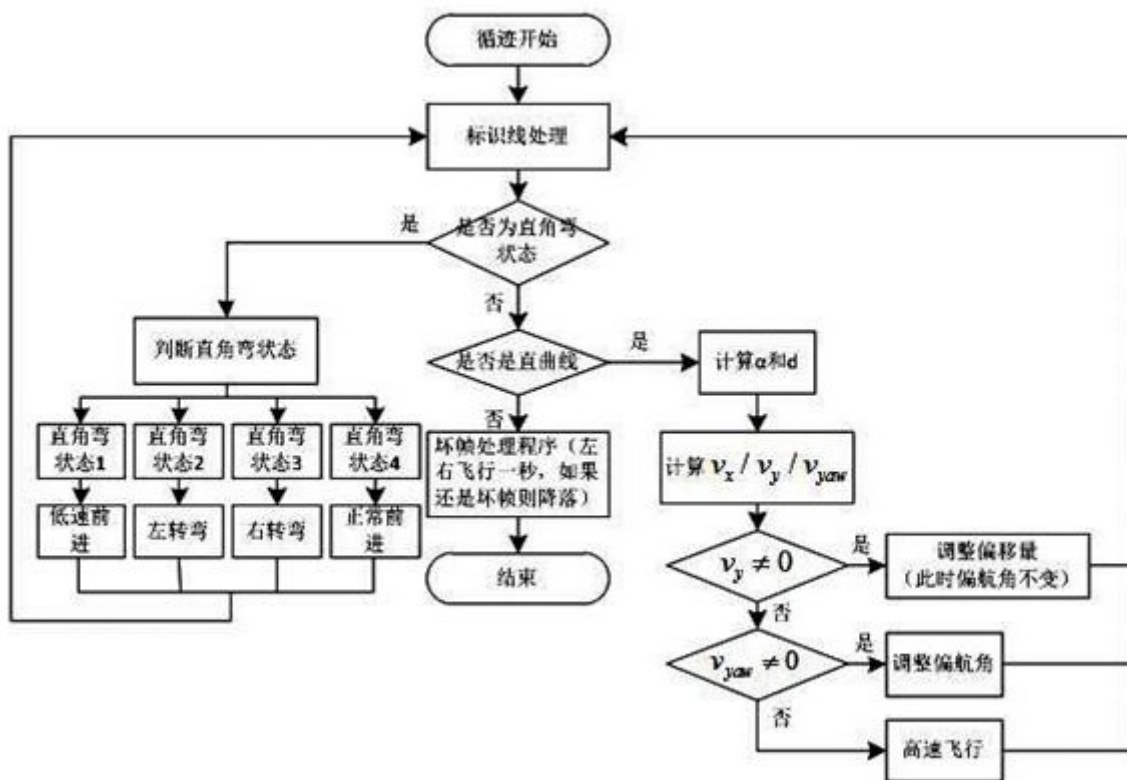 循迹开始
标识线处理
是
是否为直角弯
状态
否
判断直角弯状态
是否是直曲线
是
计算α和d
直角弯
状态1
直角弯
状态2
直角弯
状态3
直角弯
状态4
否
坏帧处理程序（左
右飞行一秒，如果
还是坏帧则降落）
计算 v_x / v_y / v_yaw
低速前
进
左转弯
右转弯
正常前
进
结束
v_y ≠ 0
是
调整偏移量
（此时偏航角不变）
否
v_yaw ≠ 0
是
调整偏航角
否
高速飞行